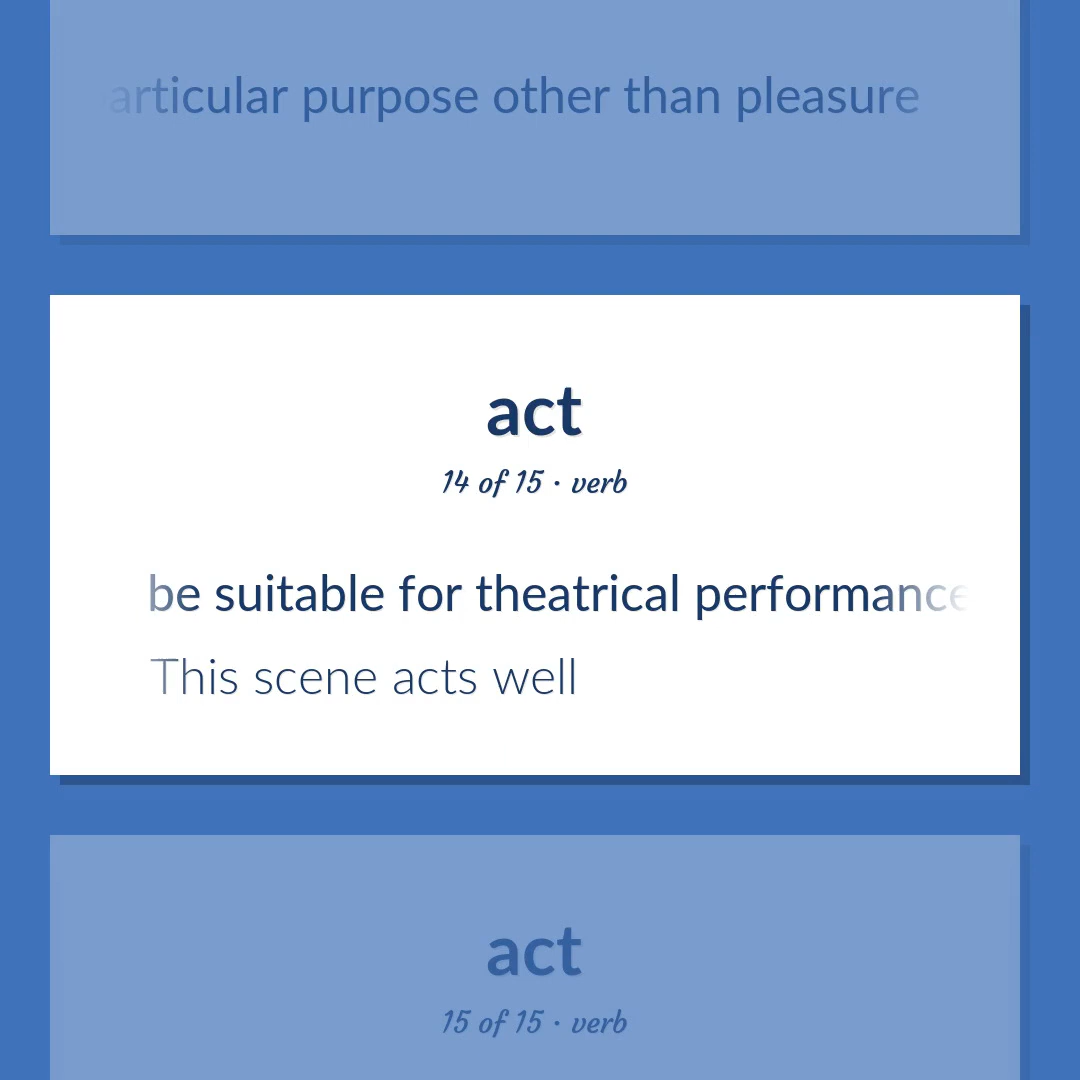 articular purpose other than pleasure
act
14 of 15 · verb
be suitable for theatrical performance
This scene acts well
act
15 of 15 · verb